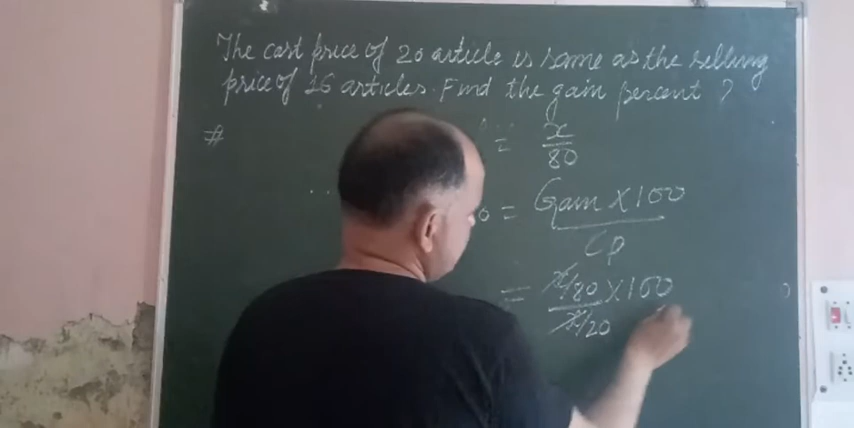 The cost price of 20 article is same as the selling
price of 16 articles. Find the gain percent ?
#
= x/80
= Gain × 100
Cp
= x/80 × 100
x/20